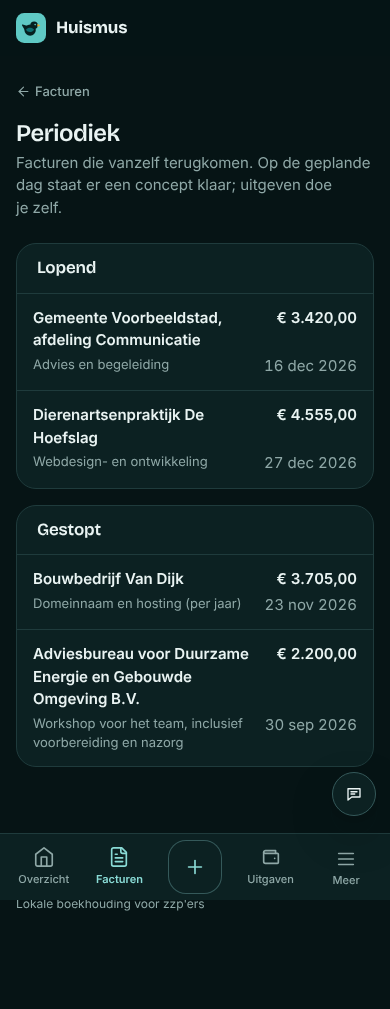 Huismus
← Facturen
Periodiek
Facturen die vanzelf terugkomen. Op de geplande
dag staat er een concept klaar; uitgeven doe
je zelf.
Lopend
Gemeente Voorbeeldstad, € 3.420,00
afdeling Communicatie
Advies en begeleiding 16 dec 2026
Dierenartsenpraktijk De € 4.555,00
Hoefslag
Webdesign- en ontwikkeling 27 dec 2026
Gestopt
Bouwbedrijf Van Dijk € 3.705,00
Domeinnaam en hosting (per jaar) 23 nov 2026
Adviesbureau voor Duurzame € 2.200,00
Energie en Gebouwde
Omgeving B.V.
Workshop voor het team, inclusief 30 sep 2026
voorbereiding en nazorg
Overzicht Facturen + Uitgaven Meer
Lokale boekhouding voor zzp'ers